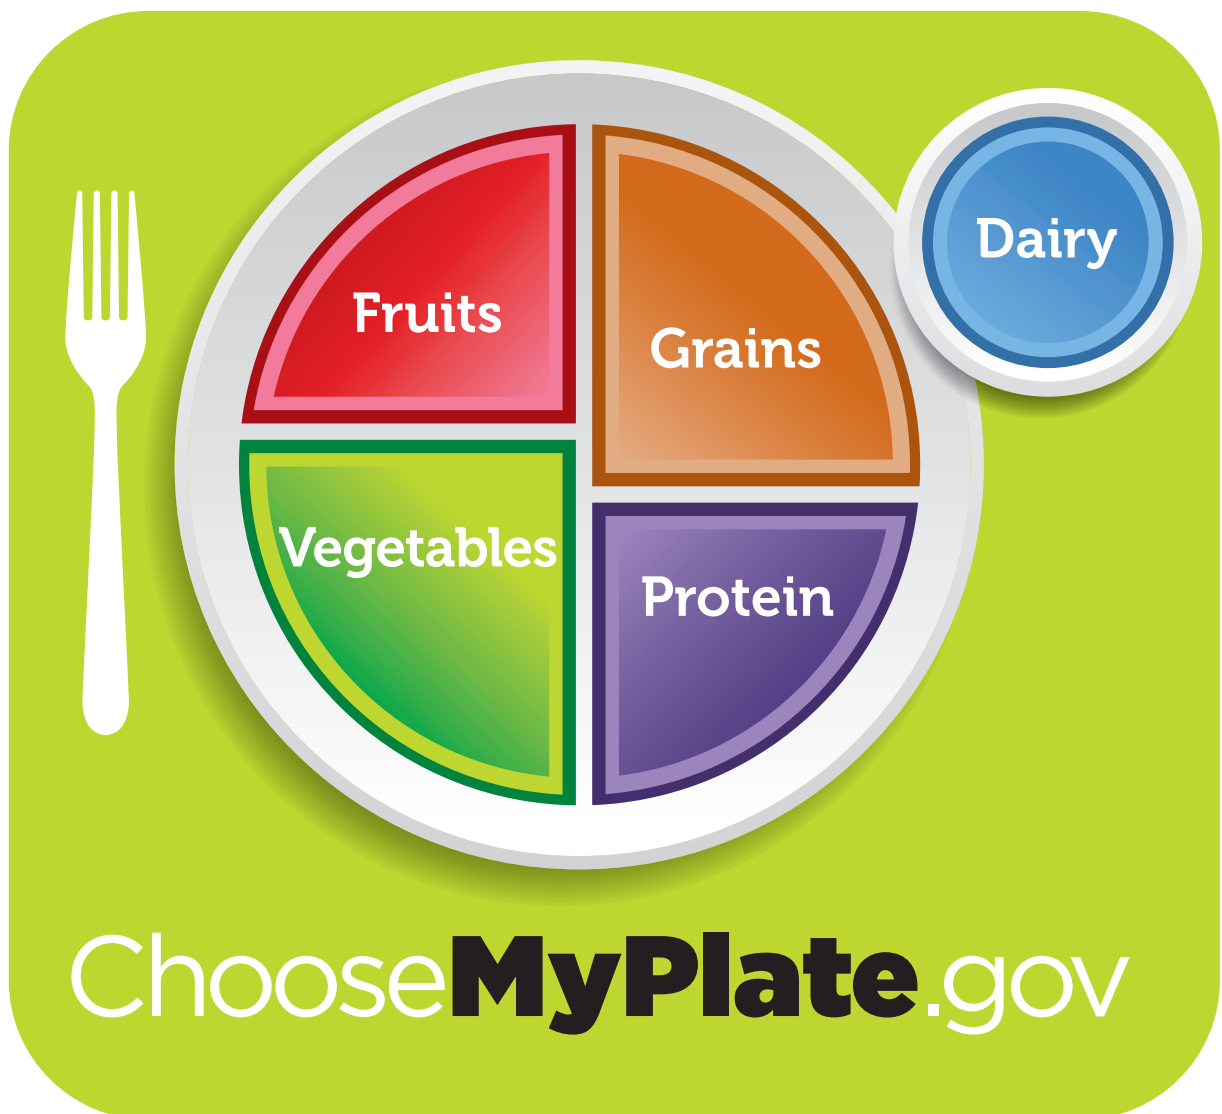 Fruits
Grains
Dairy
Vegetables
Protein
ChooseMyPlate.gov